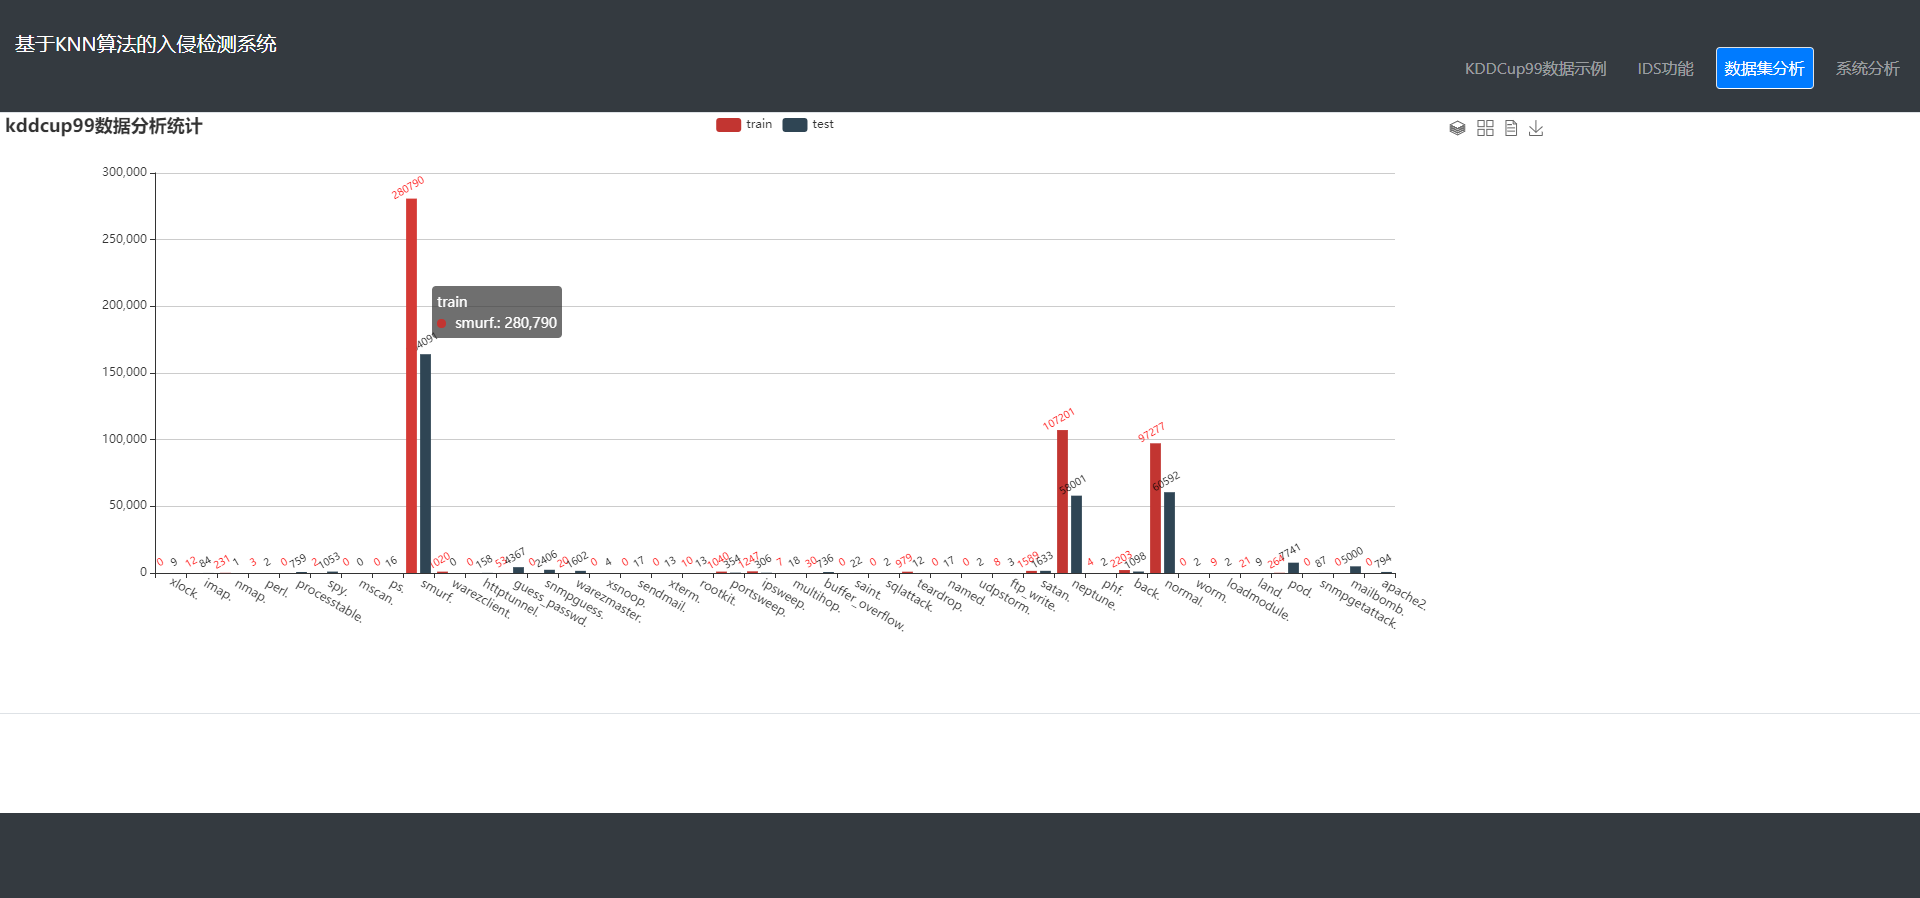 基于KNN算法的入侵检测系统
KDDCup99数据示例 IDS功能 数据集分析 系统分析
kddcup99数据分析统计
train test
300,000
280790
250,000
200,000
train
smurf.: 280,790
150,000
107201
97277
100,000
58001
60592
50,000
0
0 9 12 84 231 1 3 2 0 759 2 1053 0 0 0 16 1020 0 0 158 53 4367 0 2406 20 1602 0 4 0 17 0 13 10 13 1040 354 1247 306 7 18 30 736 0 22 0 2 979 12 0 17 0 2 8 3 1589 1633 4 2 2203 1098 0 2 9 2 21 9 264 7741 0 87 0 5000 0 794
xlock. imap. nmap. perl. processtable. spy. mscan. ps. smurf. warezclient. httptunnel. guess_passwd. snmpguess. warezmaster. xsnoop. sendmail. xterm. rootkit. portsweep. ipsweep. multihop. buffer_overflow. saint. sqlattack. teardrop. named. udpstorm. ftp_write. satan. neptune. phf. back. normal. worm. loadmodule. land. pod. snmpgetattack. mailbomb. apache2.